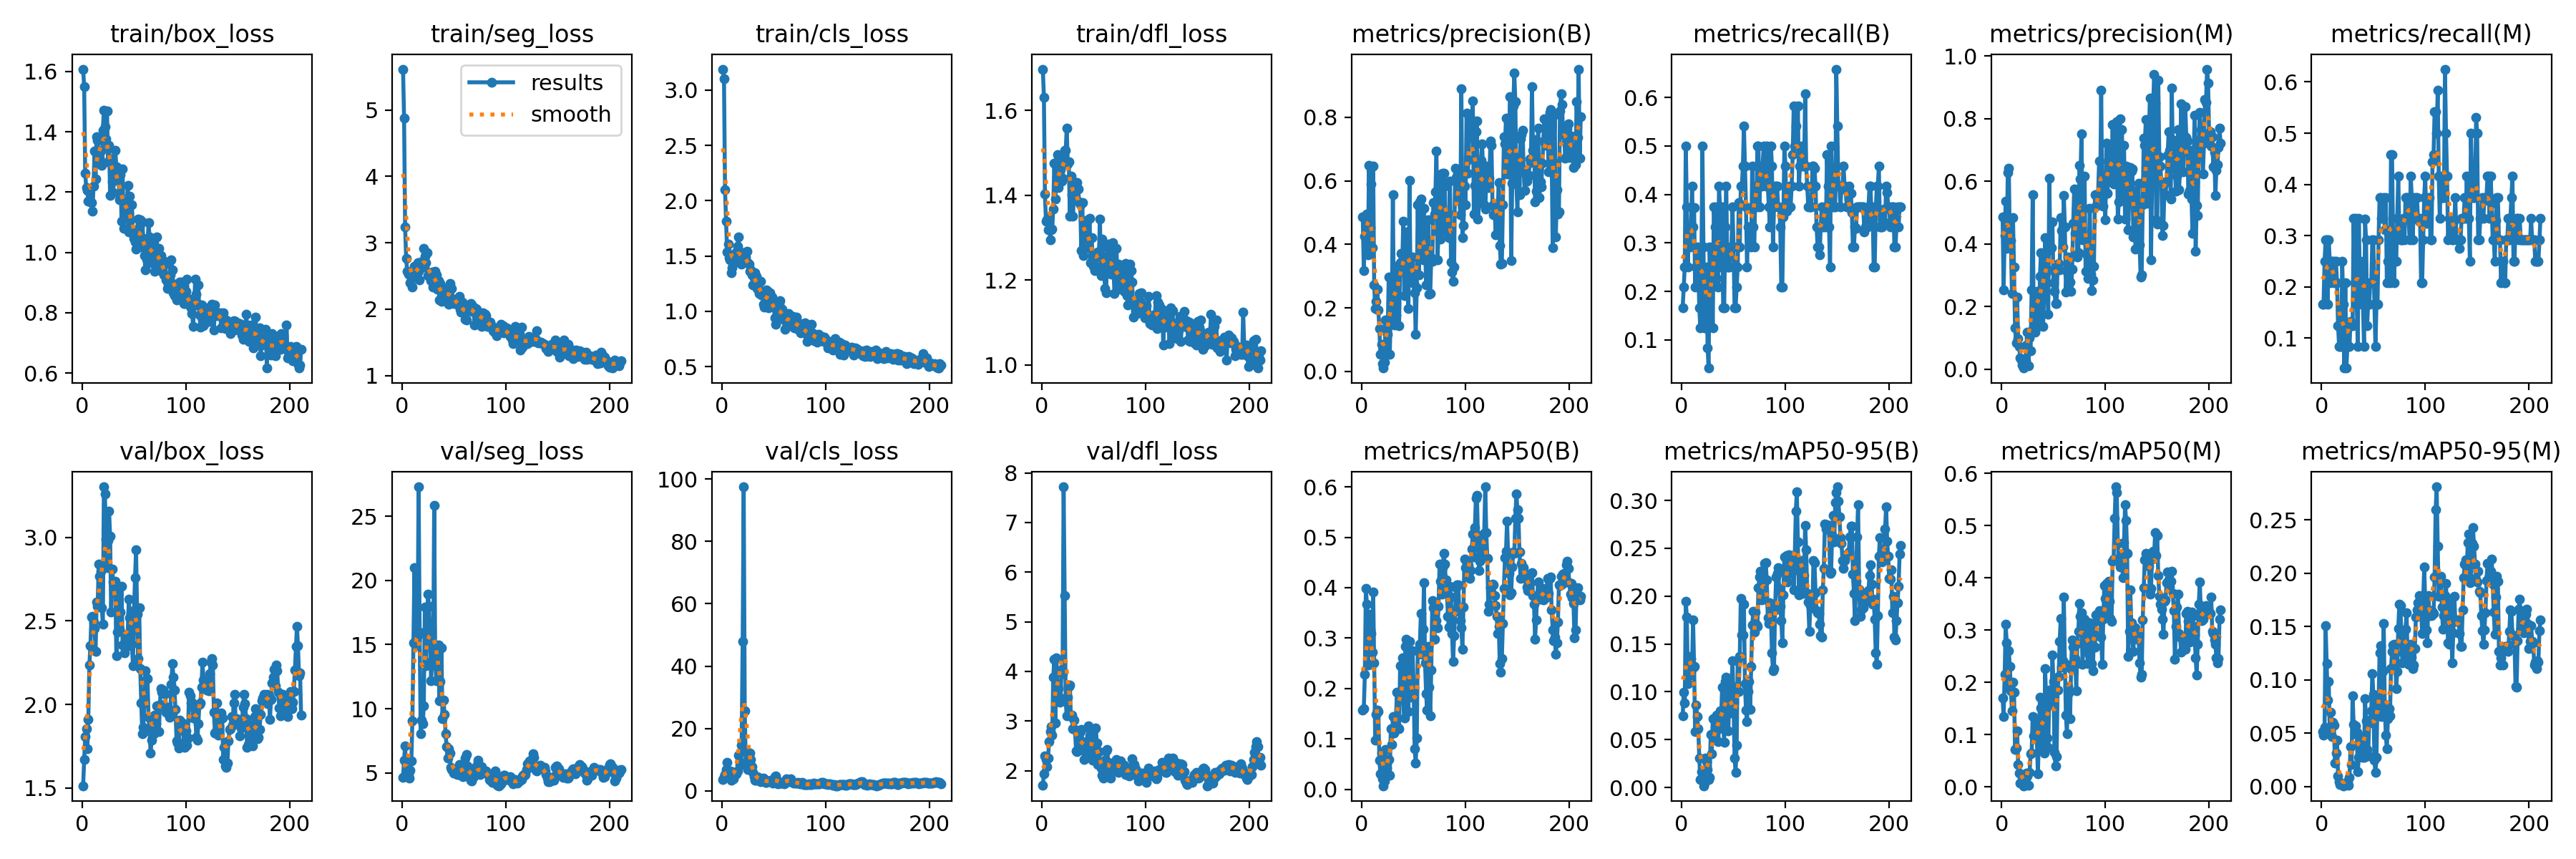 train/box_loss
train/seg_loss
train/cls_loss
train/dfl_loss
metrics/precision(B)
metrics/recall(B)
metrics/precision(M)
metrics/recall(M)
results
smooth
1.6
1.4
1.2
1.0
0.8
0.6
0 100 200
5
4
3
2
1
0 100 200
3.0
2.5
2.0
1.5
1.0
0.5
0 100 200
1.6
1.4
1.2
1.0
0 100 200
0.8
0.6
0.4
0.2
0.0
0 100 200
0.6
0.5
0.4
0.3
0.2
0.1
0 100 200
1.0
0.8
0.6
0.4
0.2
0.0
0 100 200
0.6
0.5
0.4
0.3
0.2
0.1
0 100 200
val/box_loss
val/seg_loss
val/cls_loss
val/dfl_loss
metrics/mAP50(B)
metrics/mAP50-95(B)
metrics/mAP50(M)
metrics/mAP50-95(M)
3.0
2.5
2.0
1.5
0 100 200
25
20
15
10
5
0 100 200
100
80
60
40
20
0
0 100 200
8
7
6
5
4
3
2
0 100 200
0.6
0.5
0.4
0.3
0.2
0.1
0.0
0 100 200
0.30
0.25
0.20
0.15
0.10
0.05
0.00
0 100 200
0.6
0.5
0.4
0.3
0.2
0.1
0.0
0 100 200
0.25
0.20
0.15
0.10
0.05
0.00
0 100 200